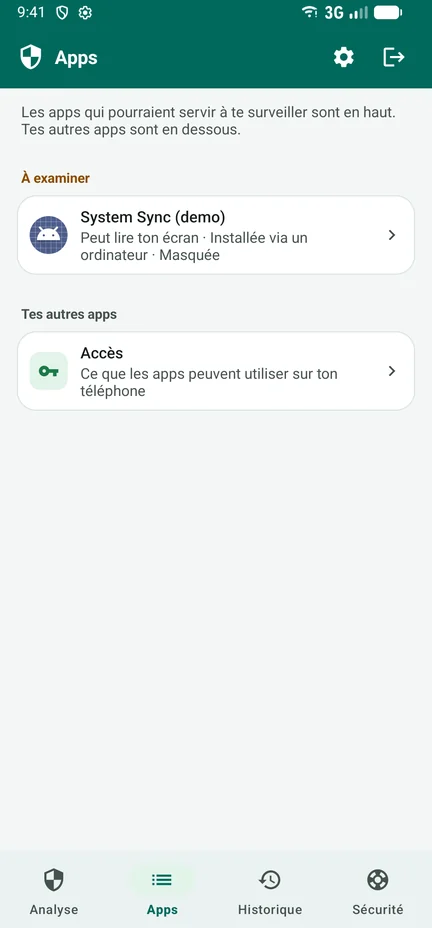 9:41
3G
Apps
Les apps qui pourraient servir à te surveiller sont en haut.
Tes autres apps sont en dessous.
À examiner
System Sync (demo)
Peut lire ton écran · Installée via un
ordinateur · Masquée
Tes autres apps
Accès
Ce que les apps peuvent utiliser sur ton
téléphone
Analyse
Apps
Historique
Sécurité